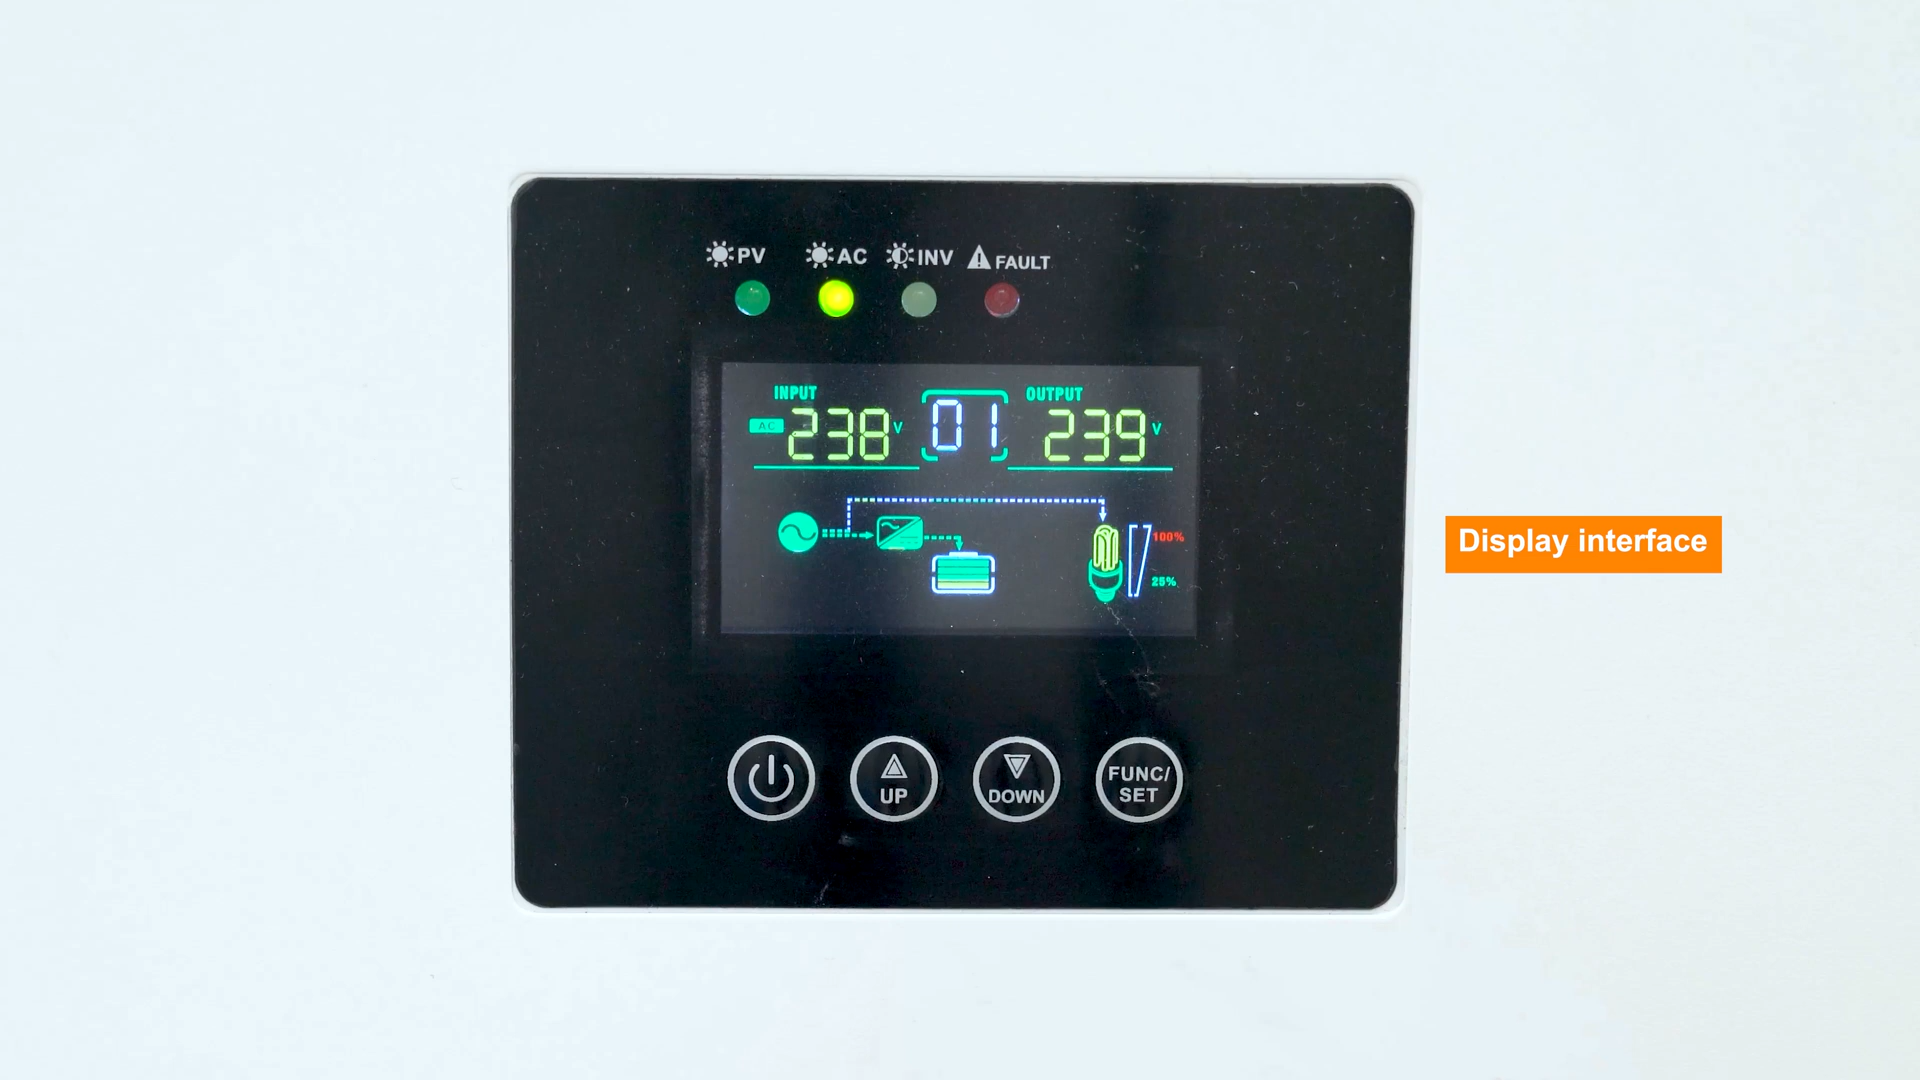 PV AC INV FAULT
INPUT OUTPUT
AC 238 V 01 239 V
100%
25%
Display interface
UP DOWN FUNC/
SET